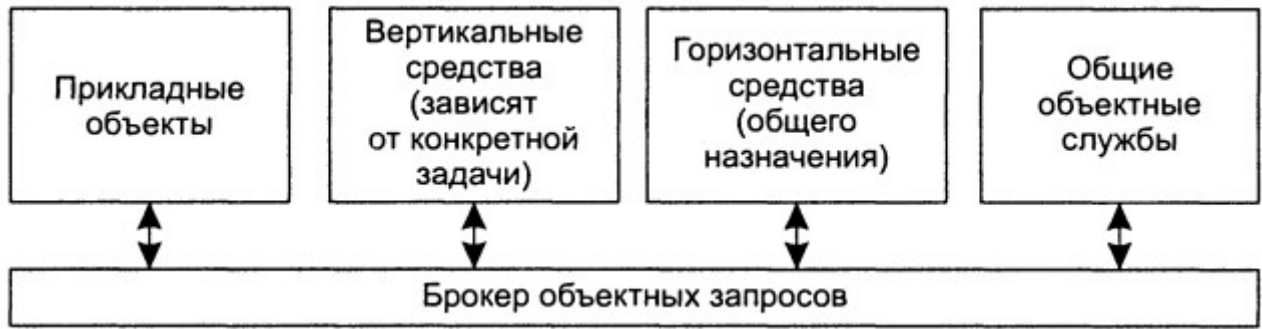 Прикладные
объекты
Вертикальные
средства
(зависят
от конкретной
задачи)
Горизонтальные
средства
(общего
назначения)
Общие
объектные
службы
Брокер объектных запросов